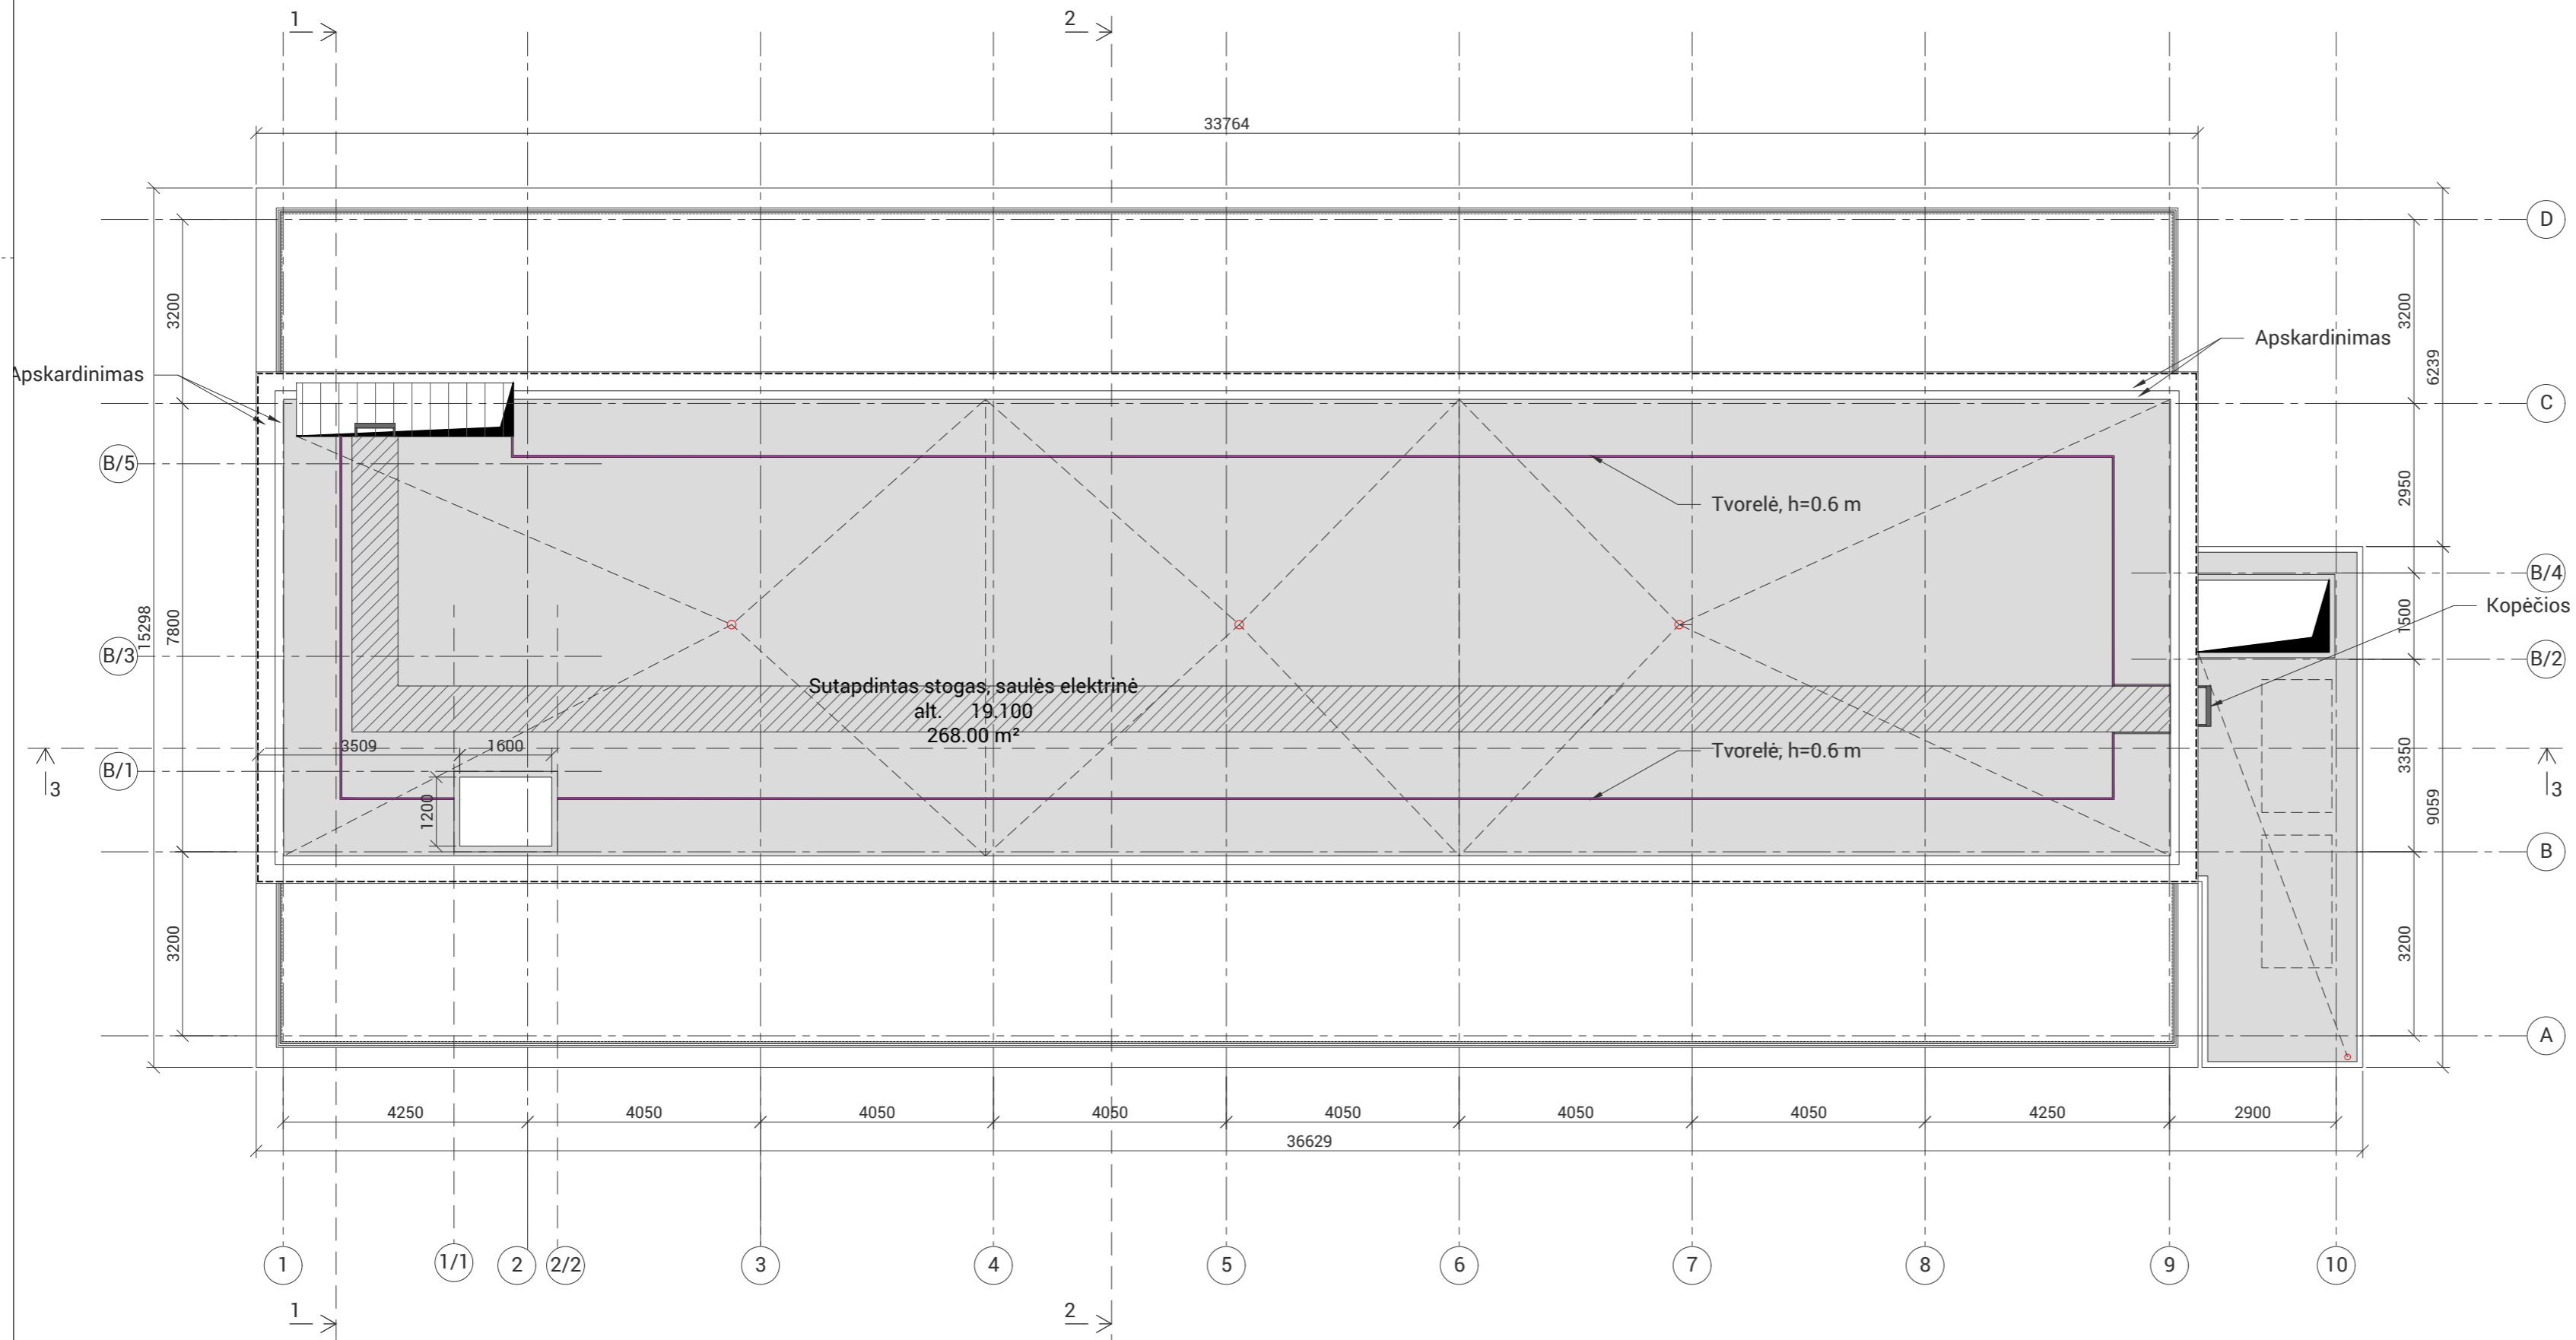 1
2
33764
D
3200
3200
Apskardinimas
6239
Apskardinimas
C
B/5
2950
Tvorelė, h=0.6 m
B/4
1500
Kopėčios
15298
7800
B/3
B/2
Sutapdintas stogas, saulės elektrinė
alt. 19.100
268.00 m²
3509
1600
Tvorelė, h=0.6 m
3350
B/1
3
3
1200
9059
B
3200
3200
A
4250
4050
4050
4050
4050
4050
4050
4250
2900
36629
1
1/1
2
2/2
3
4
5
6
7
8
9
10
1
2